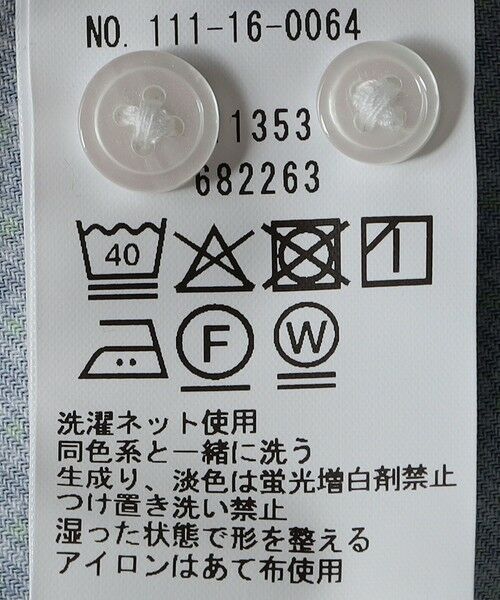 NO. 111-16-0064
1353
682263
40
F
W
洗濯ネット使用
同色系と一緒に洗う
生成り、淡色は蛍光増白剤禁止
つけ置き洗い禁止
湿った状態で形を整える
アイロンはあて布使用